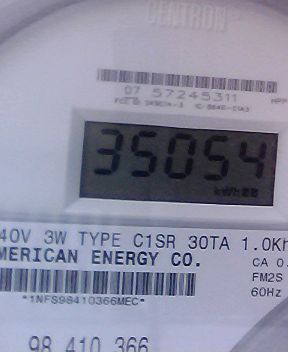 CENTRON
07 57245311
35054
kWh
40V 3W TYPE C1SR 30TA 1.0Kh
MERICAN ENERGY CO.
CA 0.
FM2S
*1NFS98410366MEC*
60Hz
98 410 366